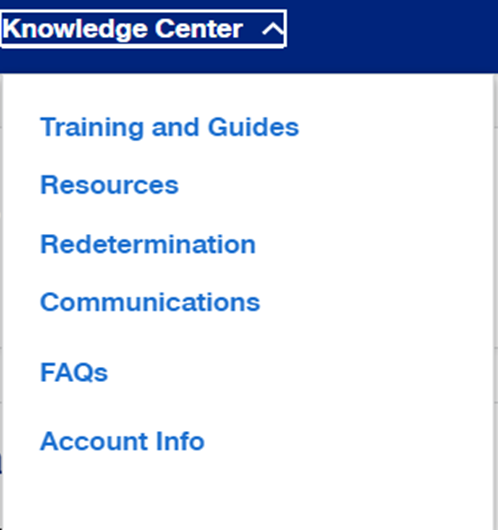 Knowledge Center
Training and Guides
Resources
Redetermination
Communications
FAQs
Account Info